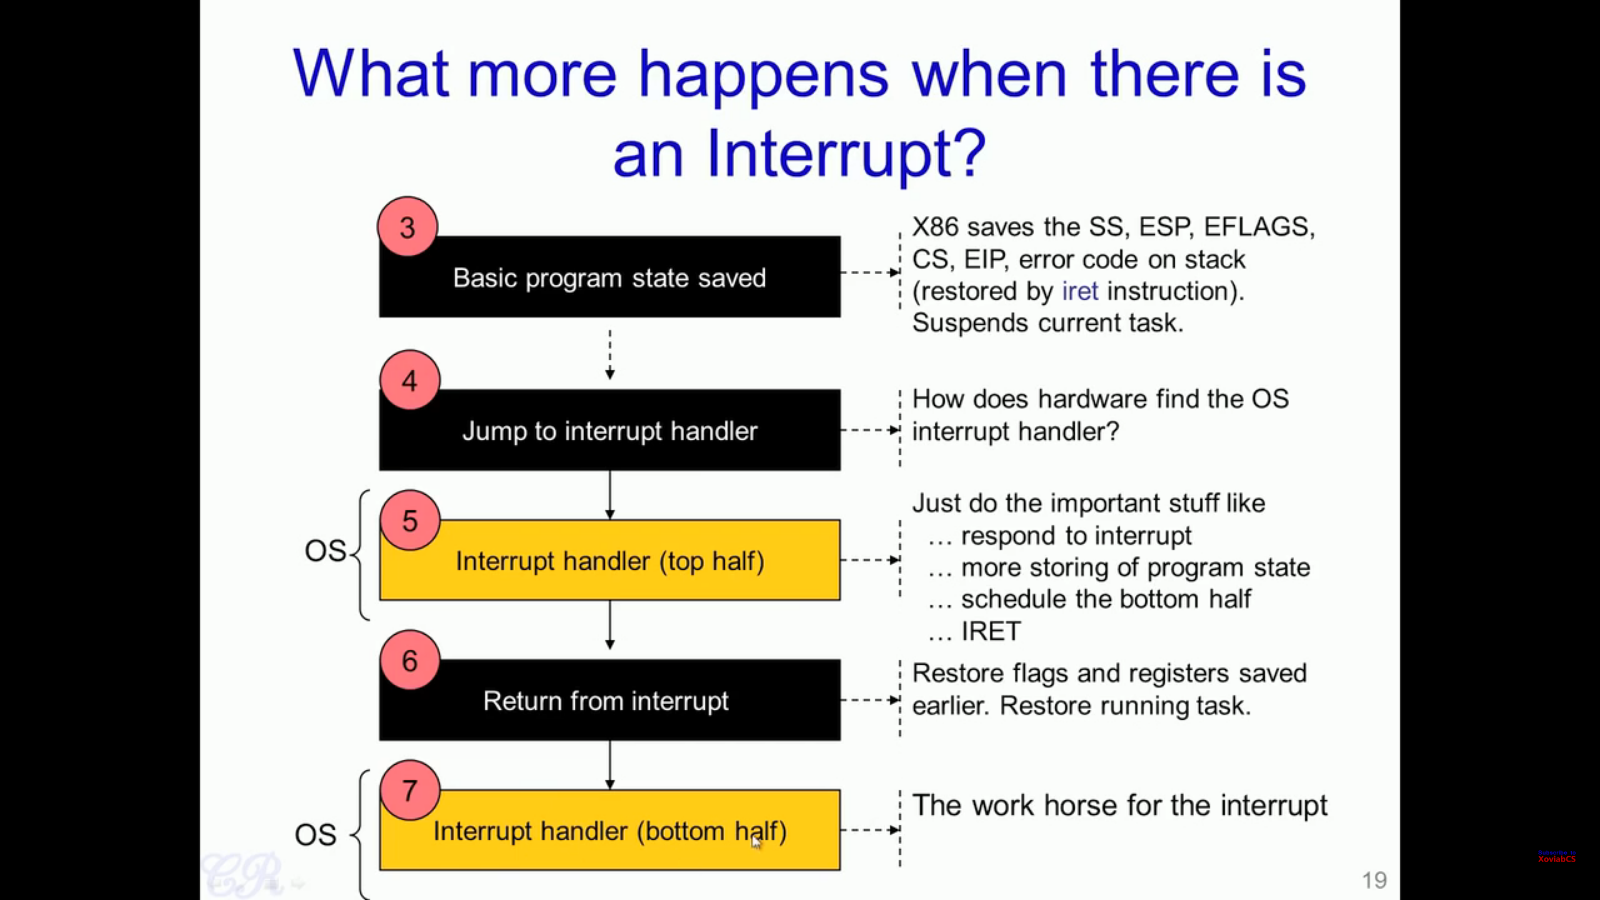 What more happens when there is
an Interrupt?
3
Basic program state saved
X86 saves the SS, ESP, EFLAGS,
CS, EIP, error code on stack
(restored by iret instruction).
Suspends current task.
4
Jump to interrupt handler
How does hardware find the OS
interrupt handler?
OS
5
Interrupt handler (top half)
Just do the important stuff like
… respond to interrupt
… more storing of program state
… schedule the bottom half
… IRET
6
Return from interrupt
Restore flags and registers saved
earlier. Restore running task.
OS
7
Interrupt handler (bottom half)
The work horse for the interrupt
CR
19
XoviabCS